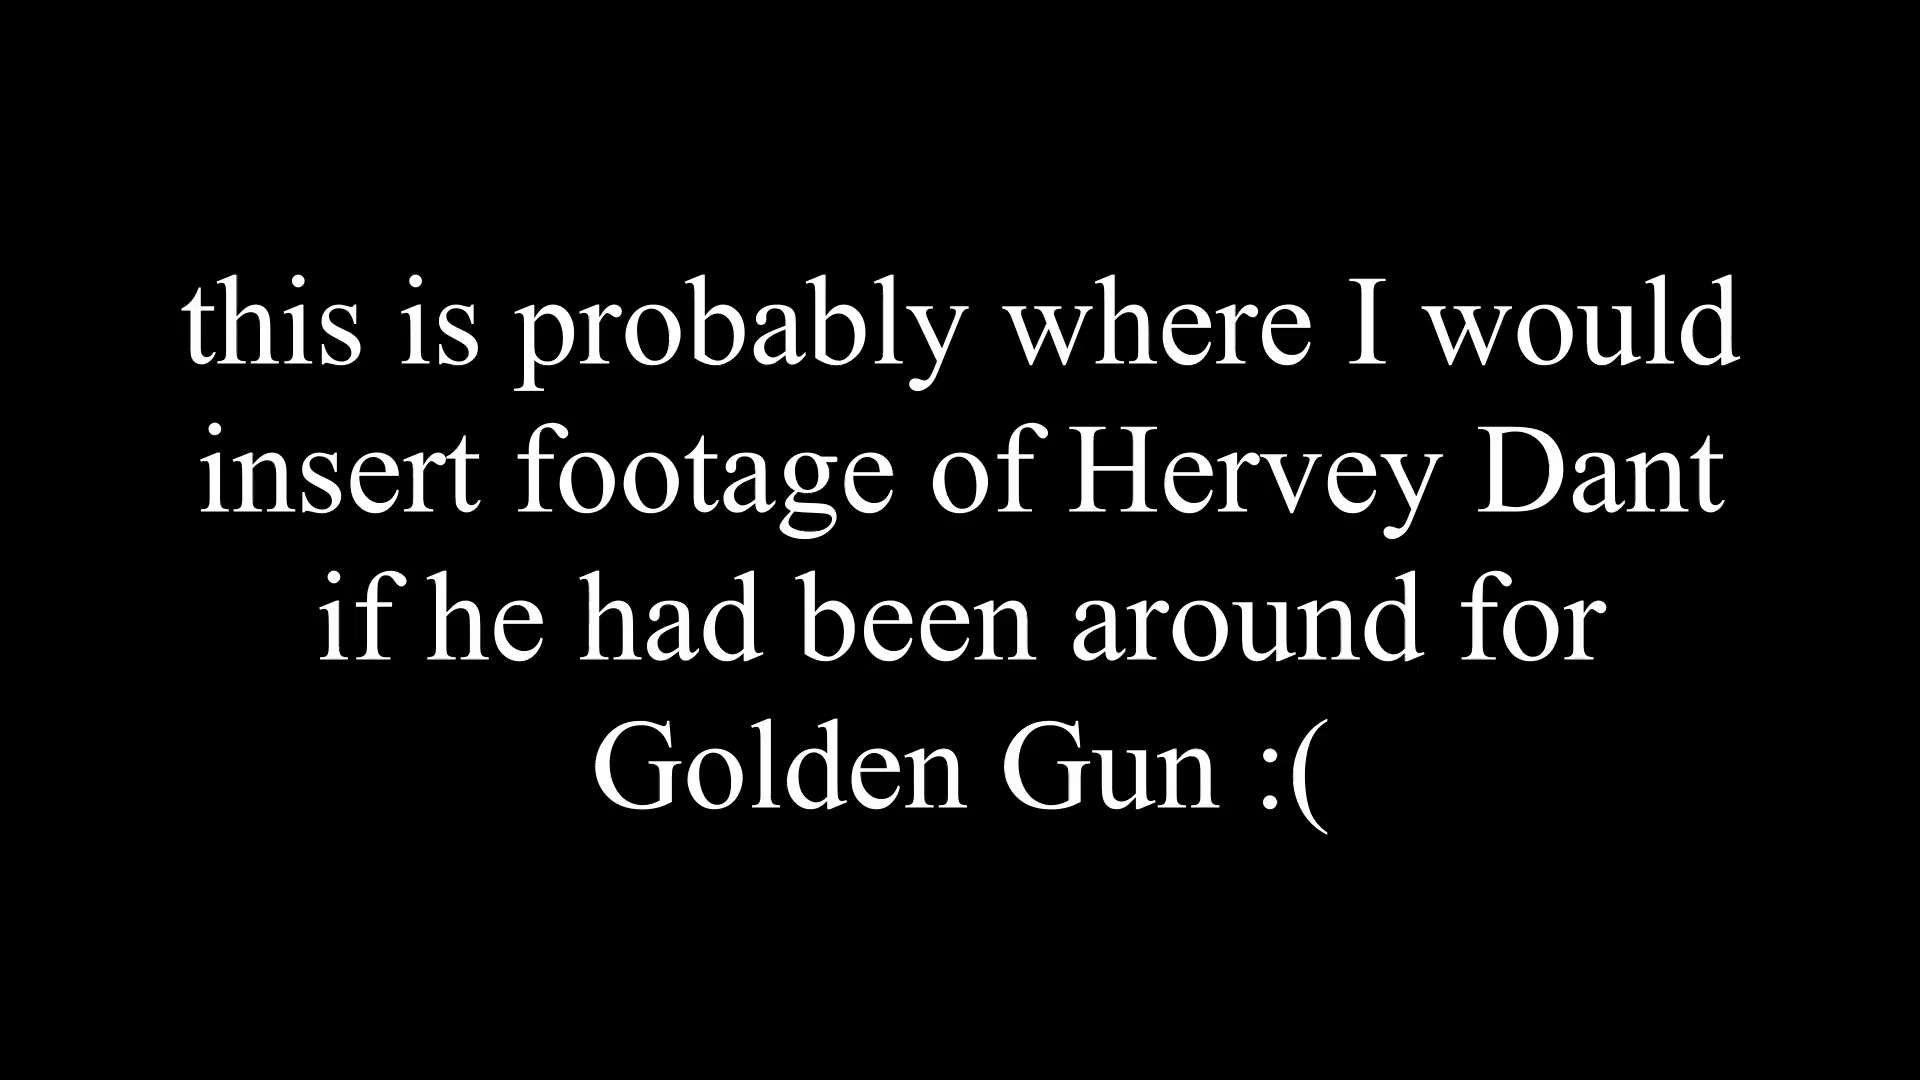 this is probably where I would
insert footage of Hervey Dant
if he had been around for
Golden Gun :(